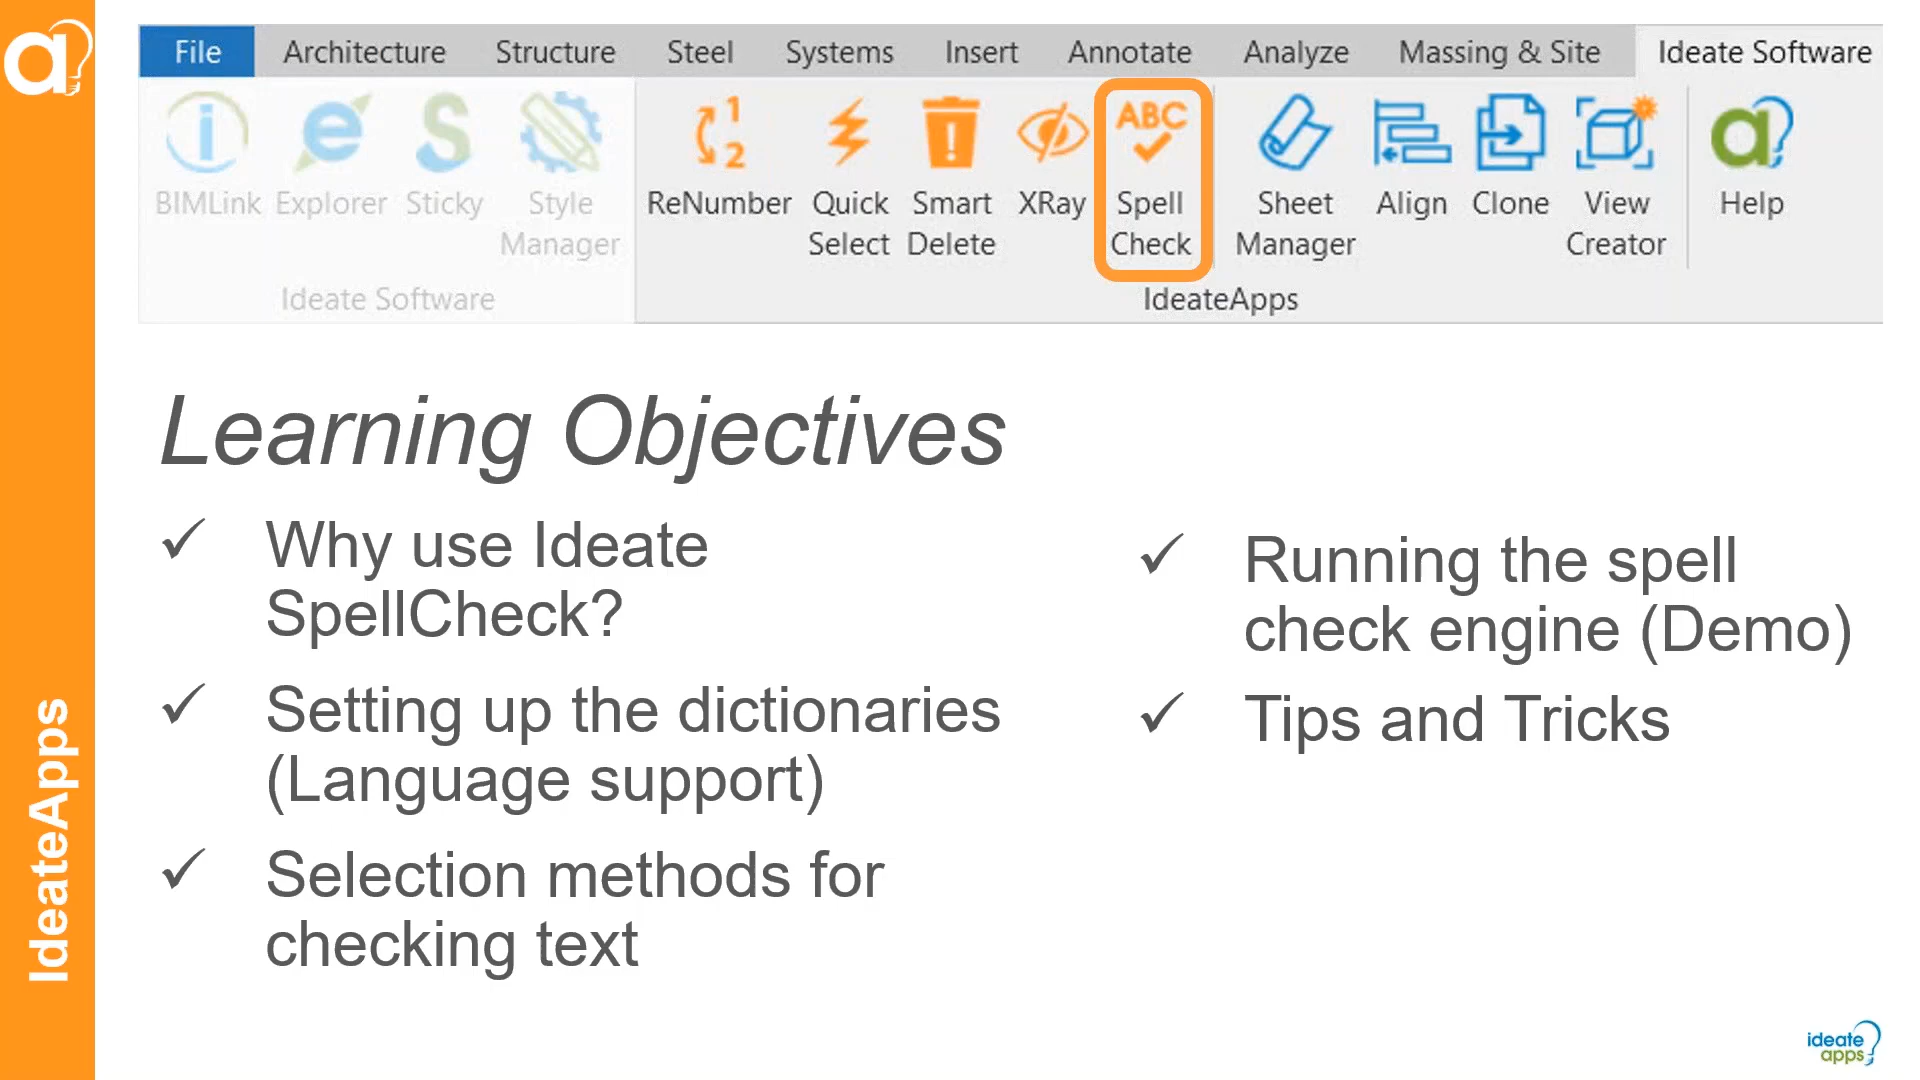 File Architecture Structure Steel Systems Insert Annotate Analyze Massing & Site Ideate Software
1
2
ABC
BIMLink Explorer Sticky Style Manager ReNumber Quick Select Smart Delete XRay Spell Check Sheet Manager Align Clone View Creator Help
Ideate Software IdeateApps
Learning Objectives
Why use Ideate
SpellCheck?
Setting up the dictionaries
(Language support)
Selection methods for
checking text
Running the spell
check engine (Demo)
Tips and Tricks
IdeateApps
ideate
apps